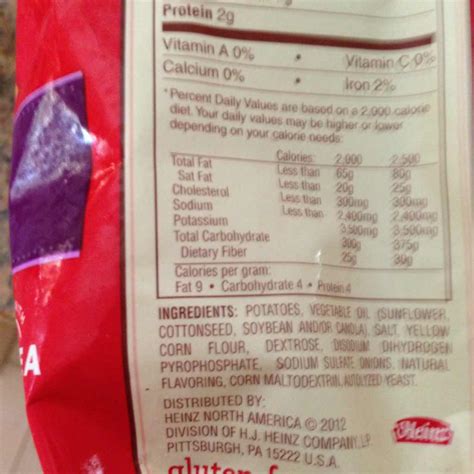 Protein 2g
Vitamin A 0% • Vitamin C 0%
Calcium 0% • Iron 2%
*Percent Daily Values are based on a 2,000 calorie
diet. Your daily values may be higher or lower
depending on your calorie needs:
Calories: 2,000 2,500
Total Fat Less than 65g 80g
Sat Fat Less than 20g 25g
Cholesterol Less than 300mg 300mg
Sodium Less than 2,400mg 2,400mg
Potassium 3,500mg 3,500mg
Total Carbohydrate 300g 375g
Dietary Fiber 25g 30g
Calories per gram:
Fat 9 • Carbohydrate 4 • Protein 4
INGREDIENTS: POTATOES, VEGETABLE OIL (SUNFLOWER,
COTTONSEED, SOYBEAN AND/OR CANOLA), SALT, YELLOW
CORN FLOUR, DEXTROSE, DISODIUM DIHYDROGEN
PYROPHOSPHATE, SODIUM SULFATE, ONIONS, NATURAL
FLAVORING, CORN MALTODEXTRIN, AUTOLYZED YEAST.
DISTRIBUTED BY:
HEINZ NORTH AMERICA © 2012
DIVISION OF H.J. HEINZ COMPANY, L.P.
PITTSBURGH, PA 15222 U.S.A.
Heinz
EA